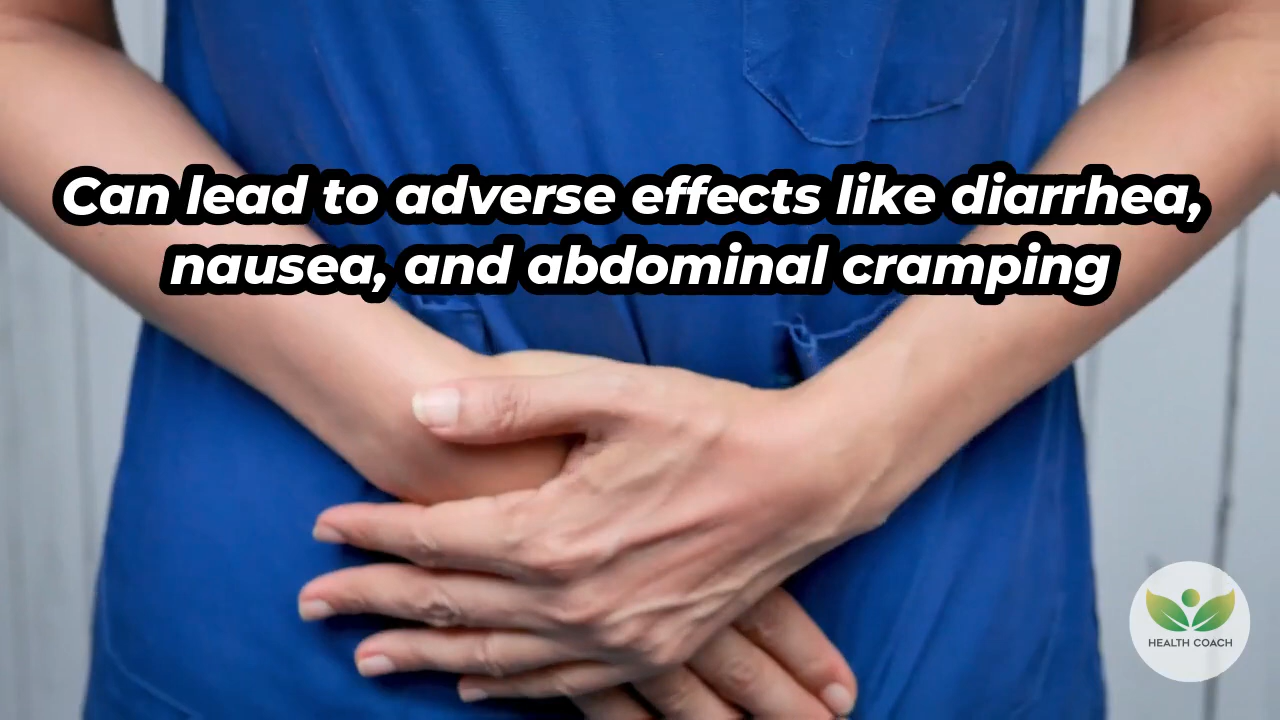 Can lead to adverse effects like diarrhea,
nausea, and abdominal cramping
HEALTH COACH